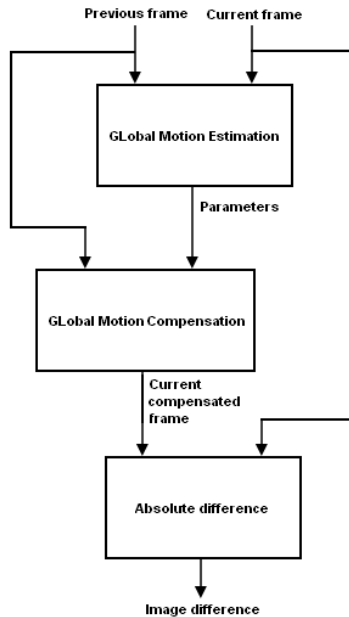 Previous frame
Current frame
GLobal Motion Estimation
Parameters
GLobal Motion Compensation
Current
compensated
frame
Absolute difference
Image difference